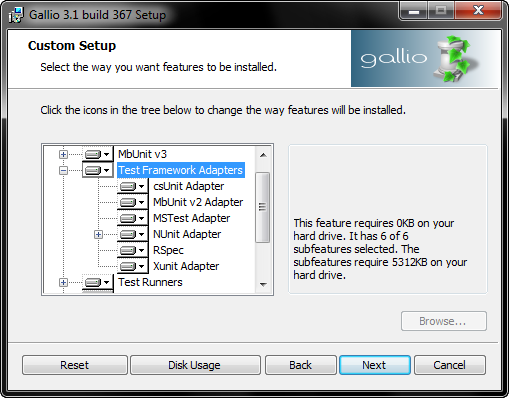 Gallio 3.1 build 367 Setup
Custom Setup
Select the way you want features to be installed.
gallio
Click the icons in the tree below to change the way features will be installed.
MbUnit v3
Test Framework Adapters
csUnit Adapter
MbUnit v2 Adapter
MSTest Adapter
NUnit Adapter
RSpec
Xunit Adapter
Test Runners
This feature requires 0KB on your
hard drive. It has 6 of 6
subfeatures selected. The
subfeatures require 5312KB on your
hard drive.
Browse...
Reset
Disk Usage
Back
Next
Cancel